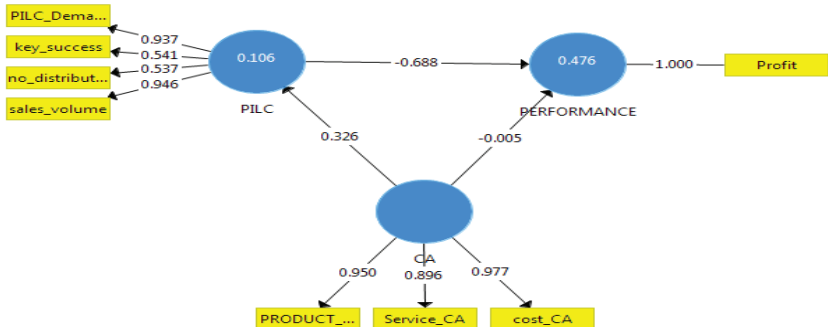 PILC_Dema...
key_success
no_distribut...
sales_volume
0.937
0.541
0.537
0.946
0.106
PILC
-0.688
0.476
PERFORMANCE
1.000
Profit
0.326
-0.005
CA
0.950
0.896
0.977
PRODUCT_...
Service_CA
cost_CA